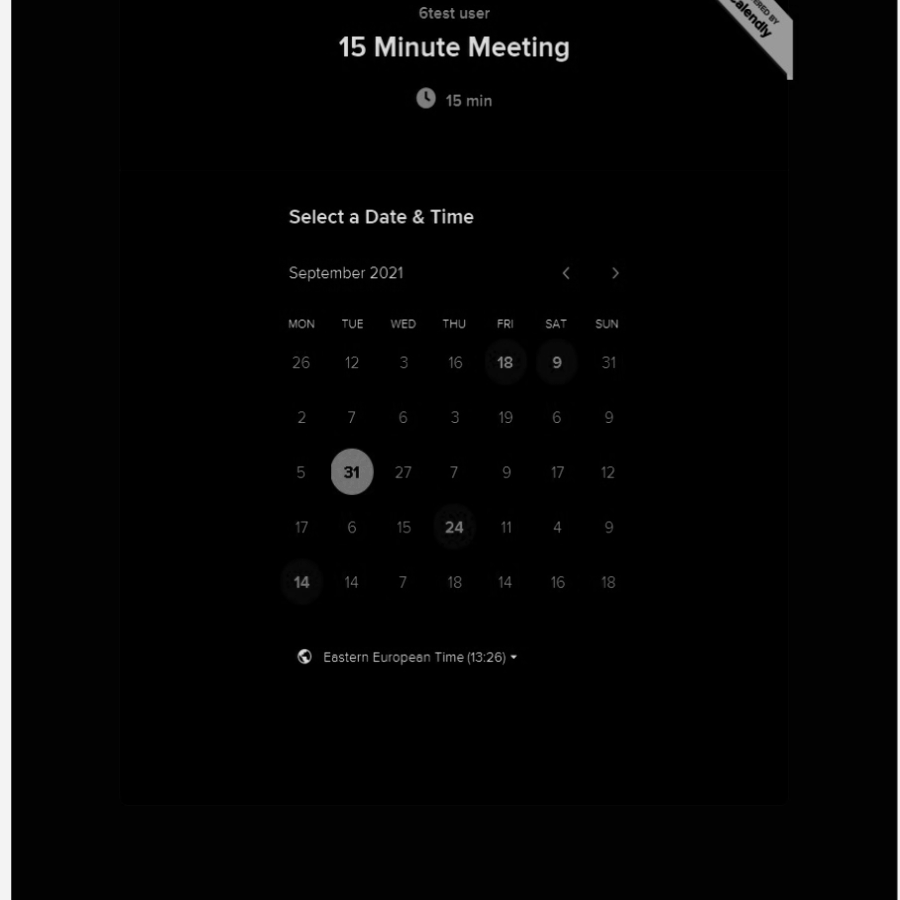 6test user
15 Minute Meeting
15 min
Calendly
Select a Date & Time
September 2021
MON TUE WED THU FRI SAT SUN
26 12 3 16 18 9 31
2 7 6 3 19 6 9
5 31 27 7 9 17 12
17 6 15 24 11 4 9
14 14 7 18 14 16 18
Eastern European Time (13:26)